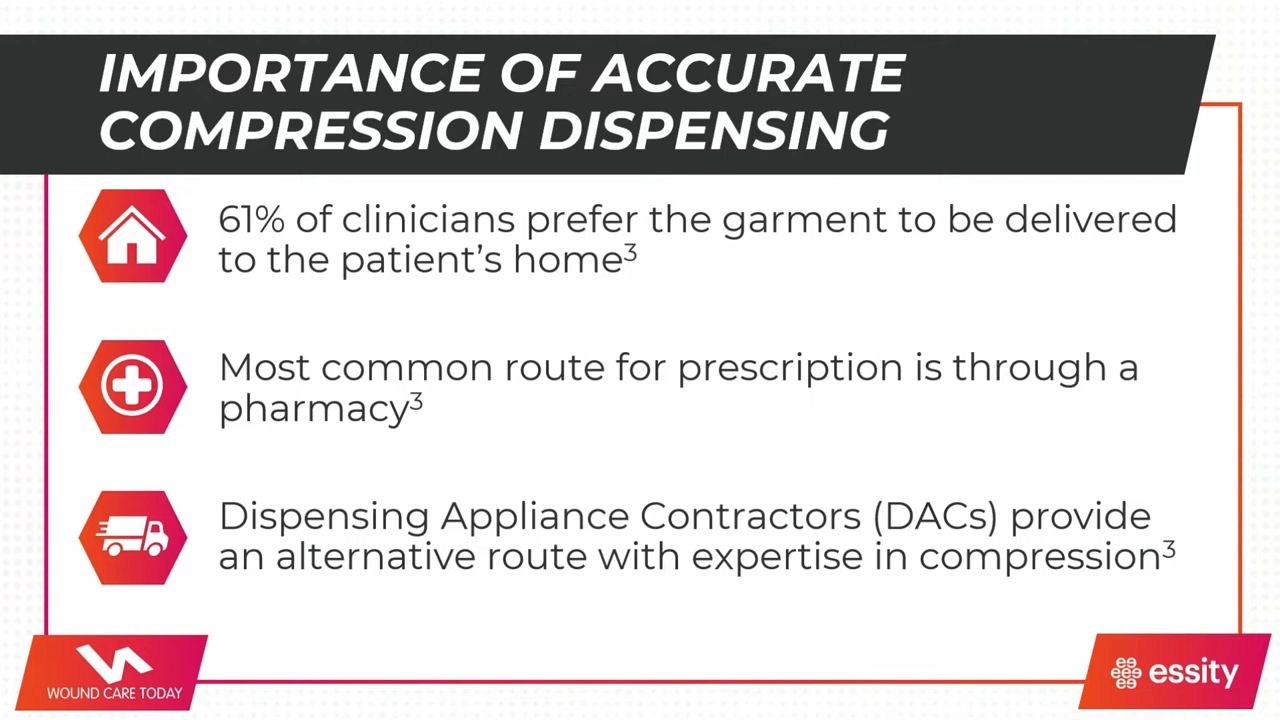 IMPORTANCE OF ACCURATE
COMPRESSION DISPENSING
61% of clinicians prefer the garment to be delivered
to the patient’s home³
Most common route for prescription is through a
pharmacy³
Dispensing Appliance Contractors (DACs) provide
an alternative route with expertise in compression³
WOUND CARE TODAY
essity